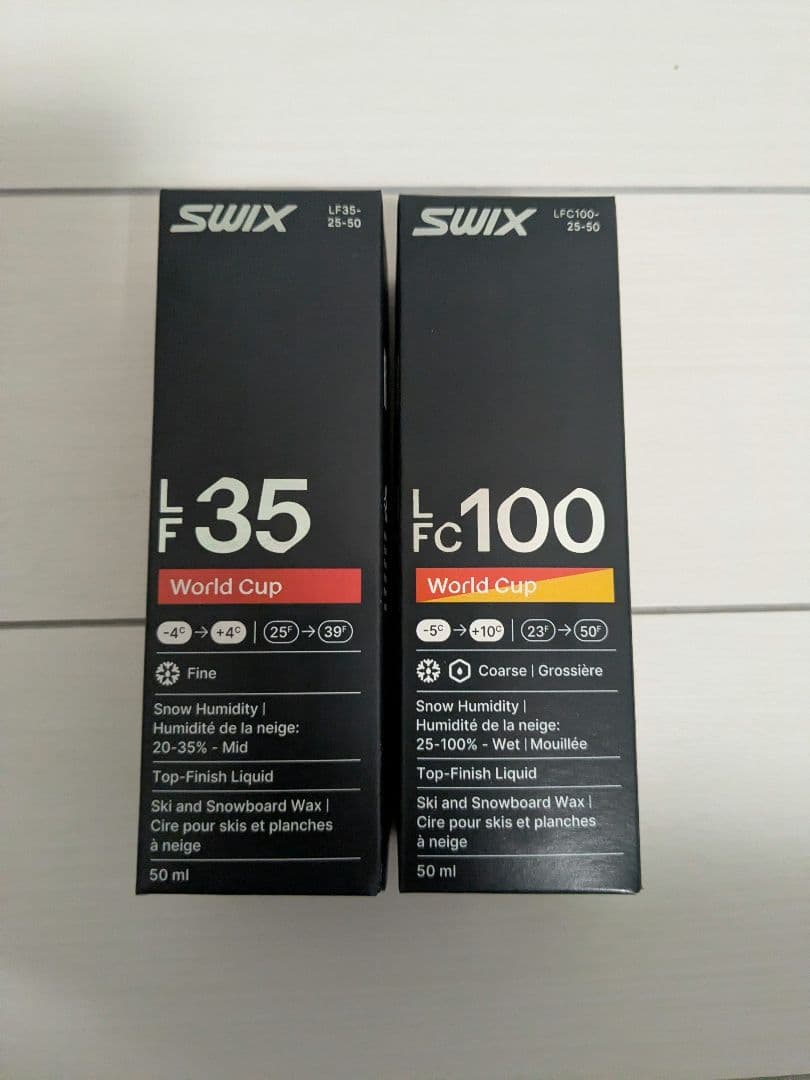 SWIX
LF35-
25-50
L
F 35
World Cup
-4C → +4C | 25F → 39F
Fine
Snow Humidity |
Humidité de la neige:
20-35% - Mid
Top-Finish Liquid
Ski and Snowboard Wax |
Cire pour skis et planches
à neige
50 ml
SWIX
LFC100-
25-50
L
FC 100
World Cup
-5C → +10C | 23F → 50F
Coarse | Grossière
Snow Humidity |
Humidité de la neige:
25-100% - Wet | Mouillée
Top-Finish Liquid
Ski and Snowboard Wax |
Cire pour skis et planches
à neige
50 ml